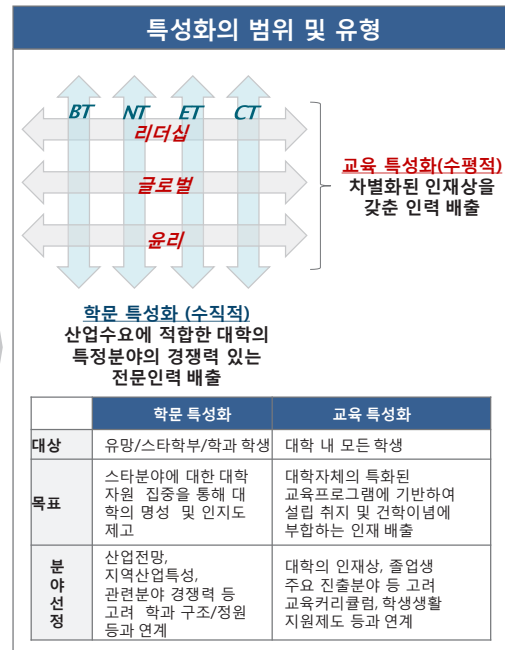 특성화의 범위 및 유형
BT NT ET CT
리더십
글로벌
윤리
교육 특성화(수평적)
차별화된 인재상을
갖춘 인력 배출
학문 특성화 (수직적)
산업수요에 적합한 대학의
특정분야의 경쟁력 있는
전문인력 배출
학문 특성화 교육 특성화
대상 유망/스타학부/학과 학생 대학 내 모든 학생
목표
스타분야에 대한 대학
자원 집중을 통해 대
학의 명성 및 인지도
제고
대학자체의 특화된
교육프로그램에 기반하여
설립 취지 및 건학이념에
부합하는 인재 배출
분
야
선
정
산업전망,
지역산업특성,
관련분야 경쟁력 등
고려 학과 구조/정원
등과 연계
대학의 인재상, 졸업생
주요 진출분야 등 고려
교육커리큘럼, 학생생활
지원제도 등과 연계